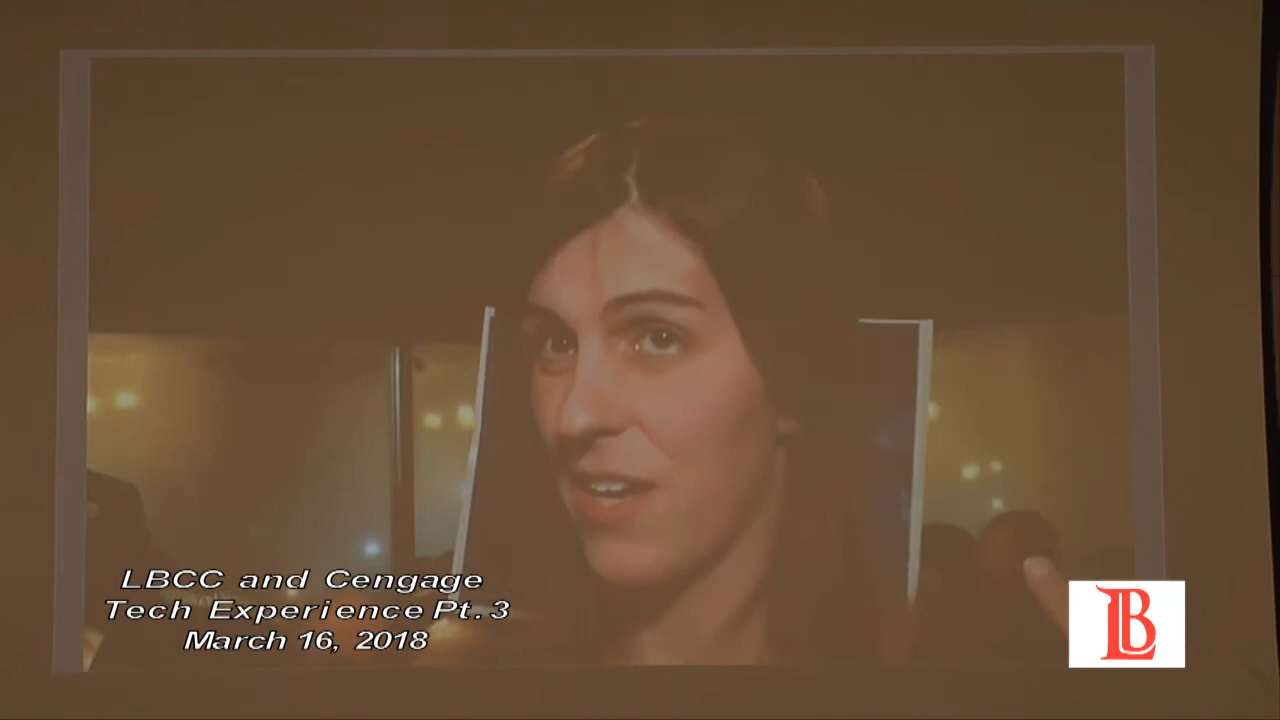 LBCC and Cengage
Tech Experience Pt.3
March 16, 2018
LB